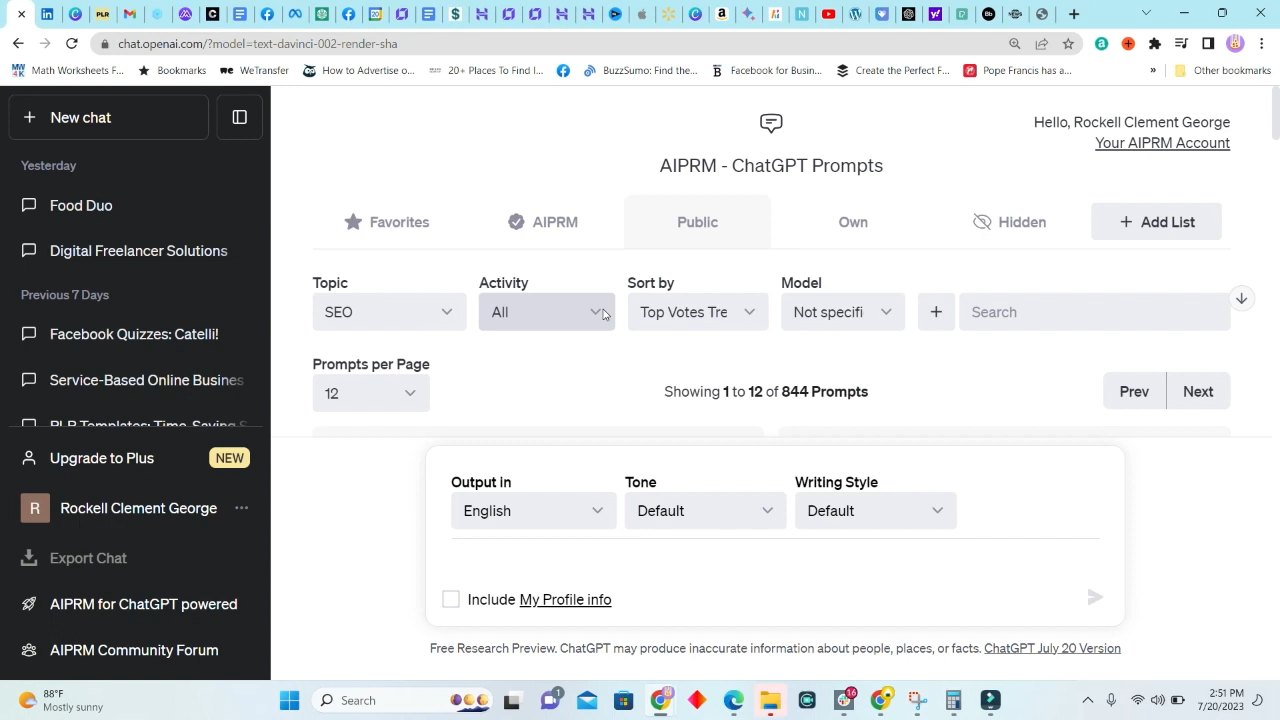 PLR
chat.openai.com/?model=text-davinci-002-render-sha
Math Worksheets F...
Bookmarks
WeTransfer
How to Advertise o...
20+ Places To Find I...
BuzzSumo: Find the...
Facebook for Busin...
Create the Perfect F...
Pope Francis has a...
»
Other bookmarks
+ New chat
Yesterday
Food Duo
Digital Freelancer Solutions
Previous 7 Days
Facebook Quizzes: Catelli!
Service-Based Online Busines
PLR Templates: Time-Saving S
Upgrade to Plus NEW
R Rockell Clement George ...
Export Chat
AIPRM for ChatGPT powered
AIPRM Community Forum
Hello, Rockell Clement George
Your AIPRM Account
AIPRM - ChatGPT Prompts
Favorites AIPRM Public Own Hidden + Add List
Topic Activity Sort by Model
SEO All Top Votes Tre Not specifi + Search
Prompts per Page
12 Showing 1 to 12 of 844 Prompts Prev Next
Output in Tone Writing Style
English Default Default
Include My Profile info
Free Research Preview. ChatGPT may produce inaccurate information about people, places, or facts. ChatGPT July 20 Version
88°F
Mostly sunny
Search
1
16
2:51 PM
7/20/2023